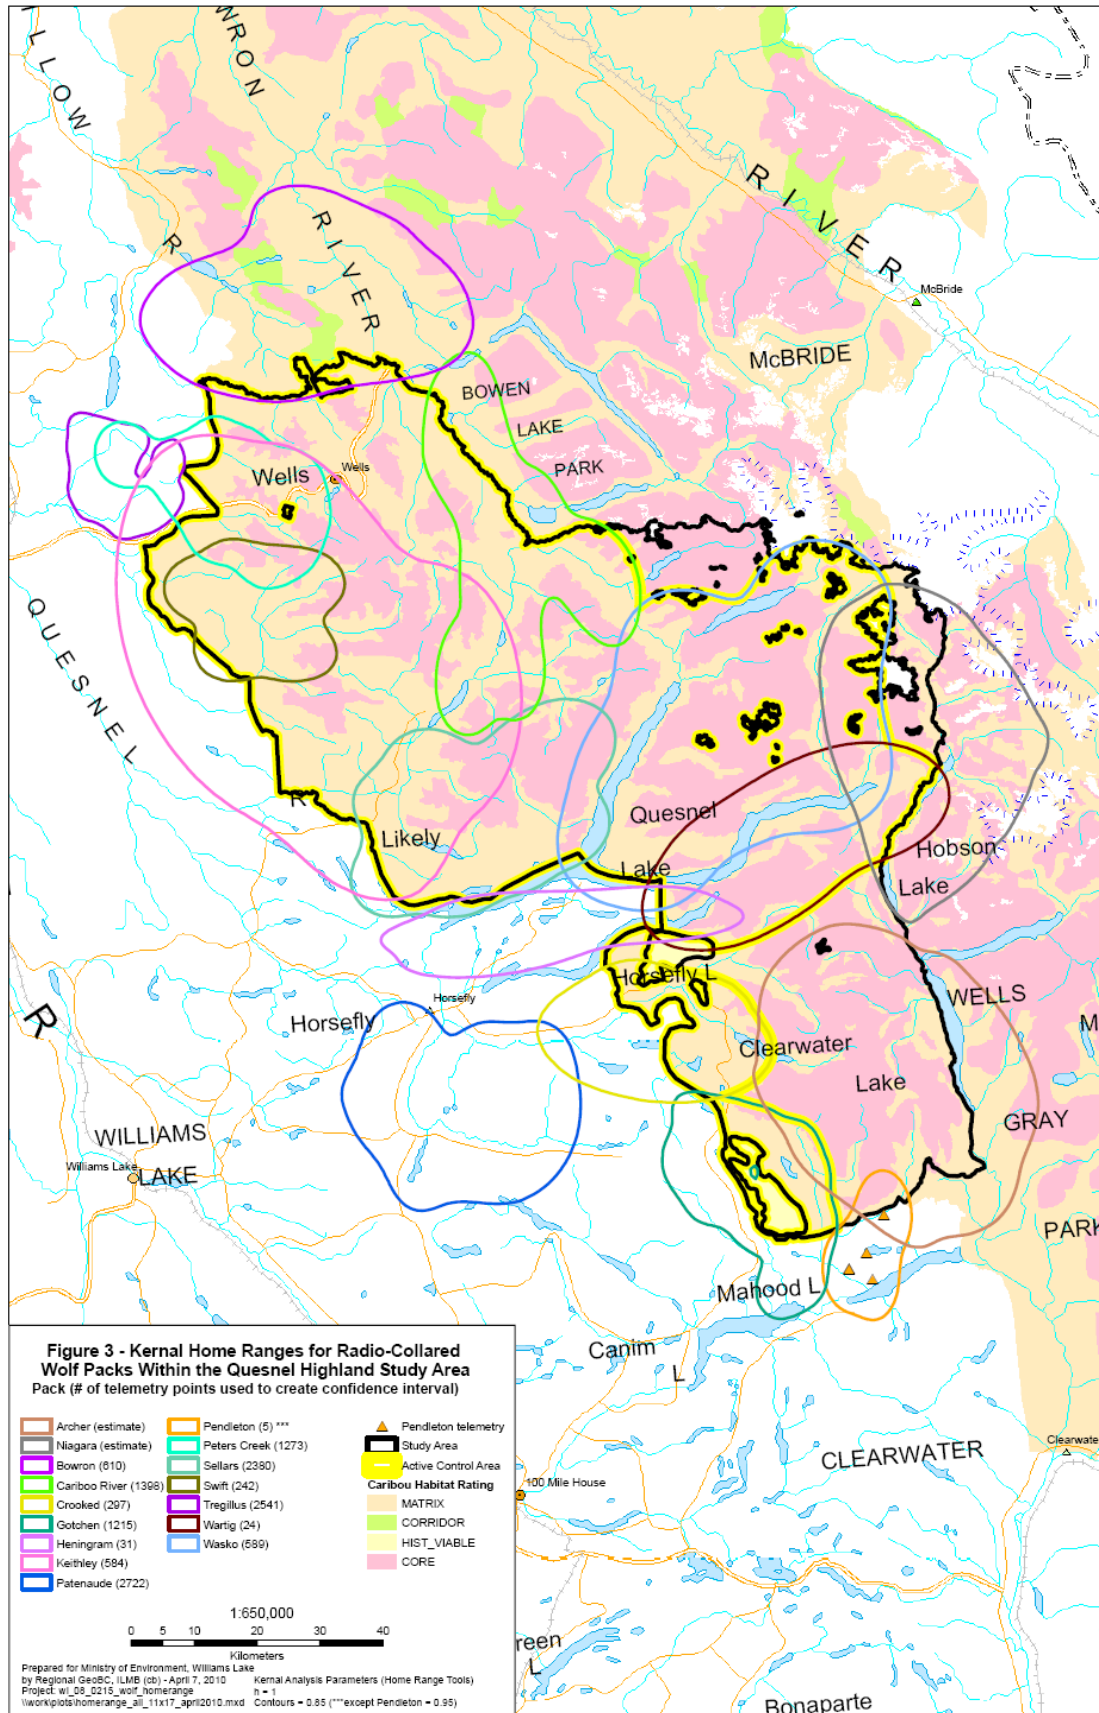 LLOW
WRON
RIVER
R
RIVER
McBride
McBRIDE
BOWEN
LAKE
PARK
Wells
Wells
QUESNEL
R
Likely
Quesnel
Lake
Hobson
Lake
Horsefly L
WELLS
Horsefly
Horsefly
Clearwater
Lake
GRAY
R
WILLIAMS
LAKE
Williams Lake
PARK
Mahood L
Canim
L
CLEARWATER
Clearwate
100 Mile House
reen
L
Bonaparte
M
Figure 3 - Kernal Home Ranges for Radio-Collared
Wolf Packs Within the Quesnel Highland Study Area
Pack (# of telemetry points used to create confidence interval)
Archer (estimate)
Niagara (estimate)
Bowron (610)
Cariboo River (1398)
Crooked (297)
Gotchen (1215)
Heningram (31)
Keithley (584)
Patenaude (2722)
Pendleton (5) ***
Peters Creek (1273)
Sellars (2380)
Swift (242)
Tregillus (2541)
Wartig (24)
Wasko (589)
Pendleton telemetry
Study Area
Active Control Area
Caribou Habitat Rating
MATRIX
CORRIDOR
HIST_VIABLE
CORE
1:650,000
0 5 10 20 30 40
Kilometers
Prepared for Ministry of Environment, Williams Lake
by Regional GeoBC, ILMB (cb) - April 7, 2010
Project: wl_08_0215_wolf_homerange
\\work\plots\homerange_all_11x17_april2010.mxd
Kernal Analysis Parameters (Home Range Tools)
h = 1
Contours = 0.85 (***except Pendleton = 0.95)